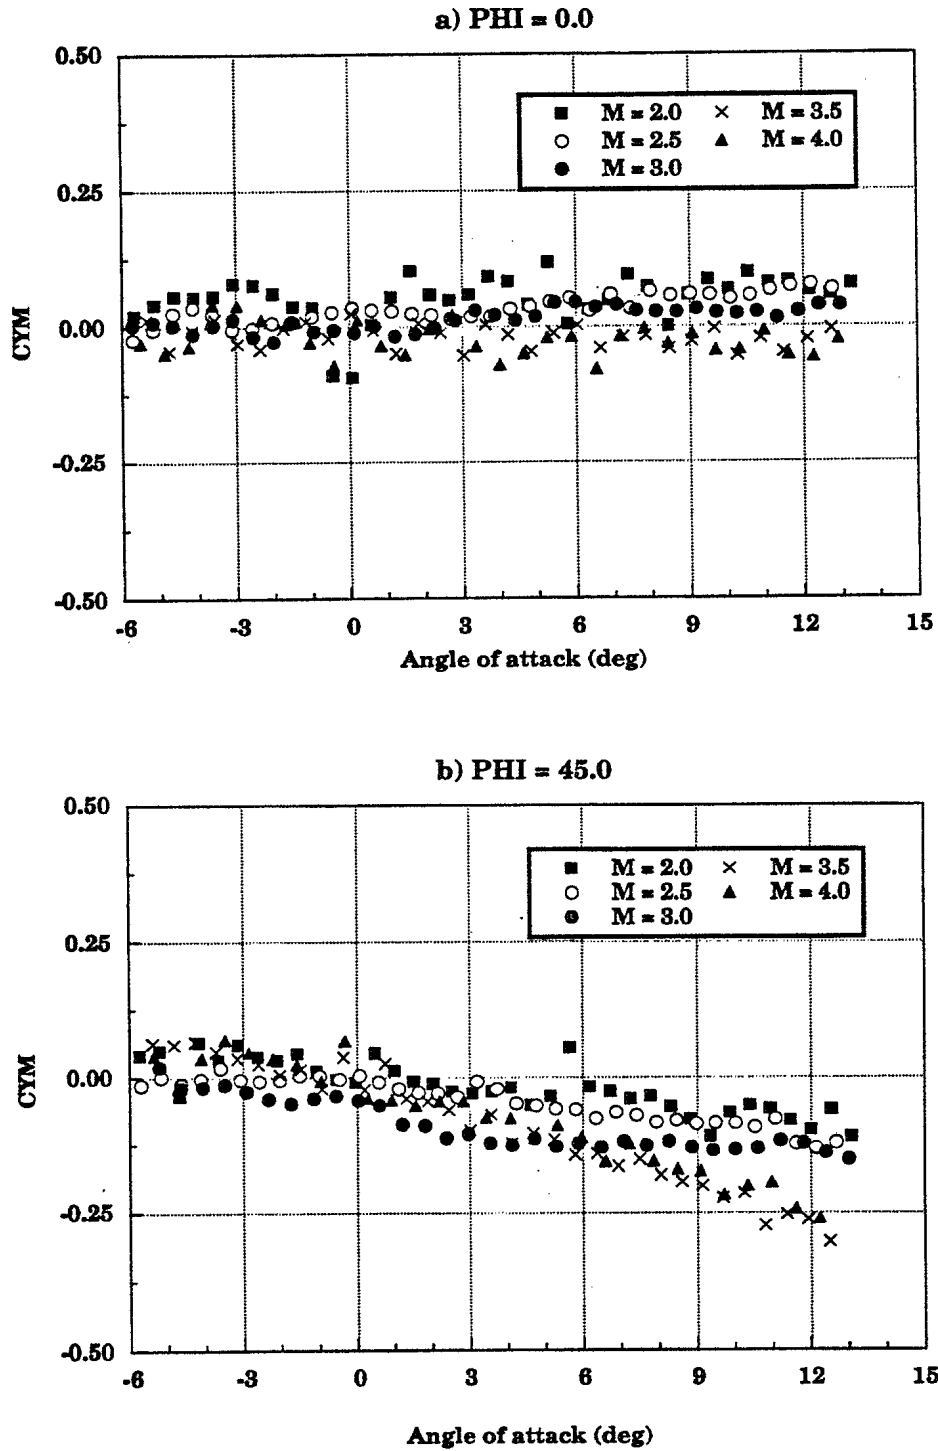 a) PHI = 0.0
0.50
M = 2.0 M = 3.5
M = 2.5 M = 4.0
M = 3.0
0.25
CYM
0.00
-0.25
-0.50
-6 -3 0 3 6 9 12 15
Angle of attack (deg)
b) PHI = 45.0
0.50
M = 2.0 M = 3.5
M = 2.5 M = 4.0
M = 3.0
0.25
CYM
0.00
-0.25
-0.50
-6 -3 0 3 6 9 12 15
Angle of attack (deg)